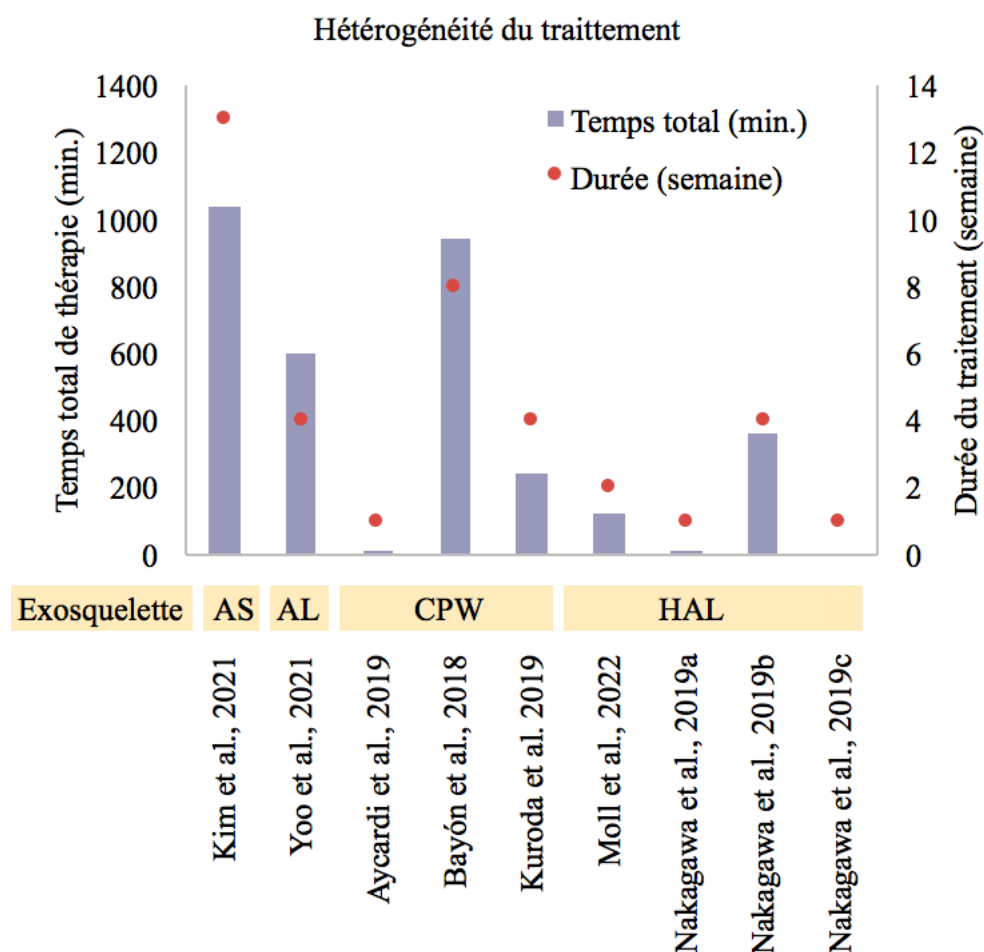 Hétérogénéité du traittement
Temps total de thérapie (min.)
1400
1200
1000
800
600
400
200
0
Temps total (min.)
Durée (semaine)
14
12
10
8
6
4
2
0
Durée du traitement (semaine)
Exosquelette AS AL CPW HAL
Kim et al., 2021
Yoo et al., 2021
Aycardi et al., 2019
Bayón et al., 2018
Kuroda et al. 2019
Moll et al., 2022
Nakagawa et al., 2019a
Nakagawa et al., 2019b
Nakagawa et al., 2019c